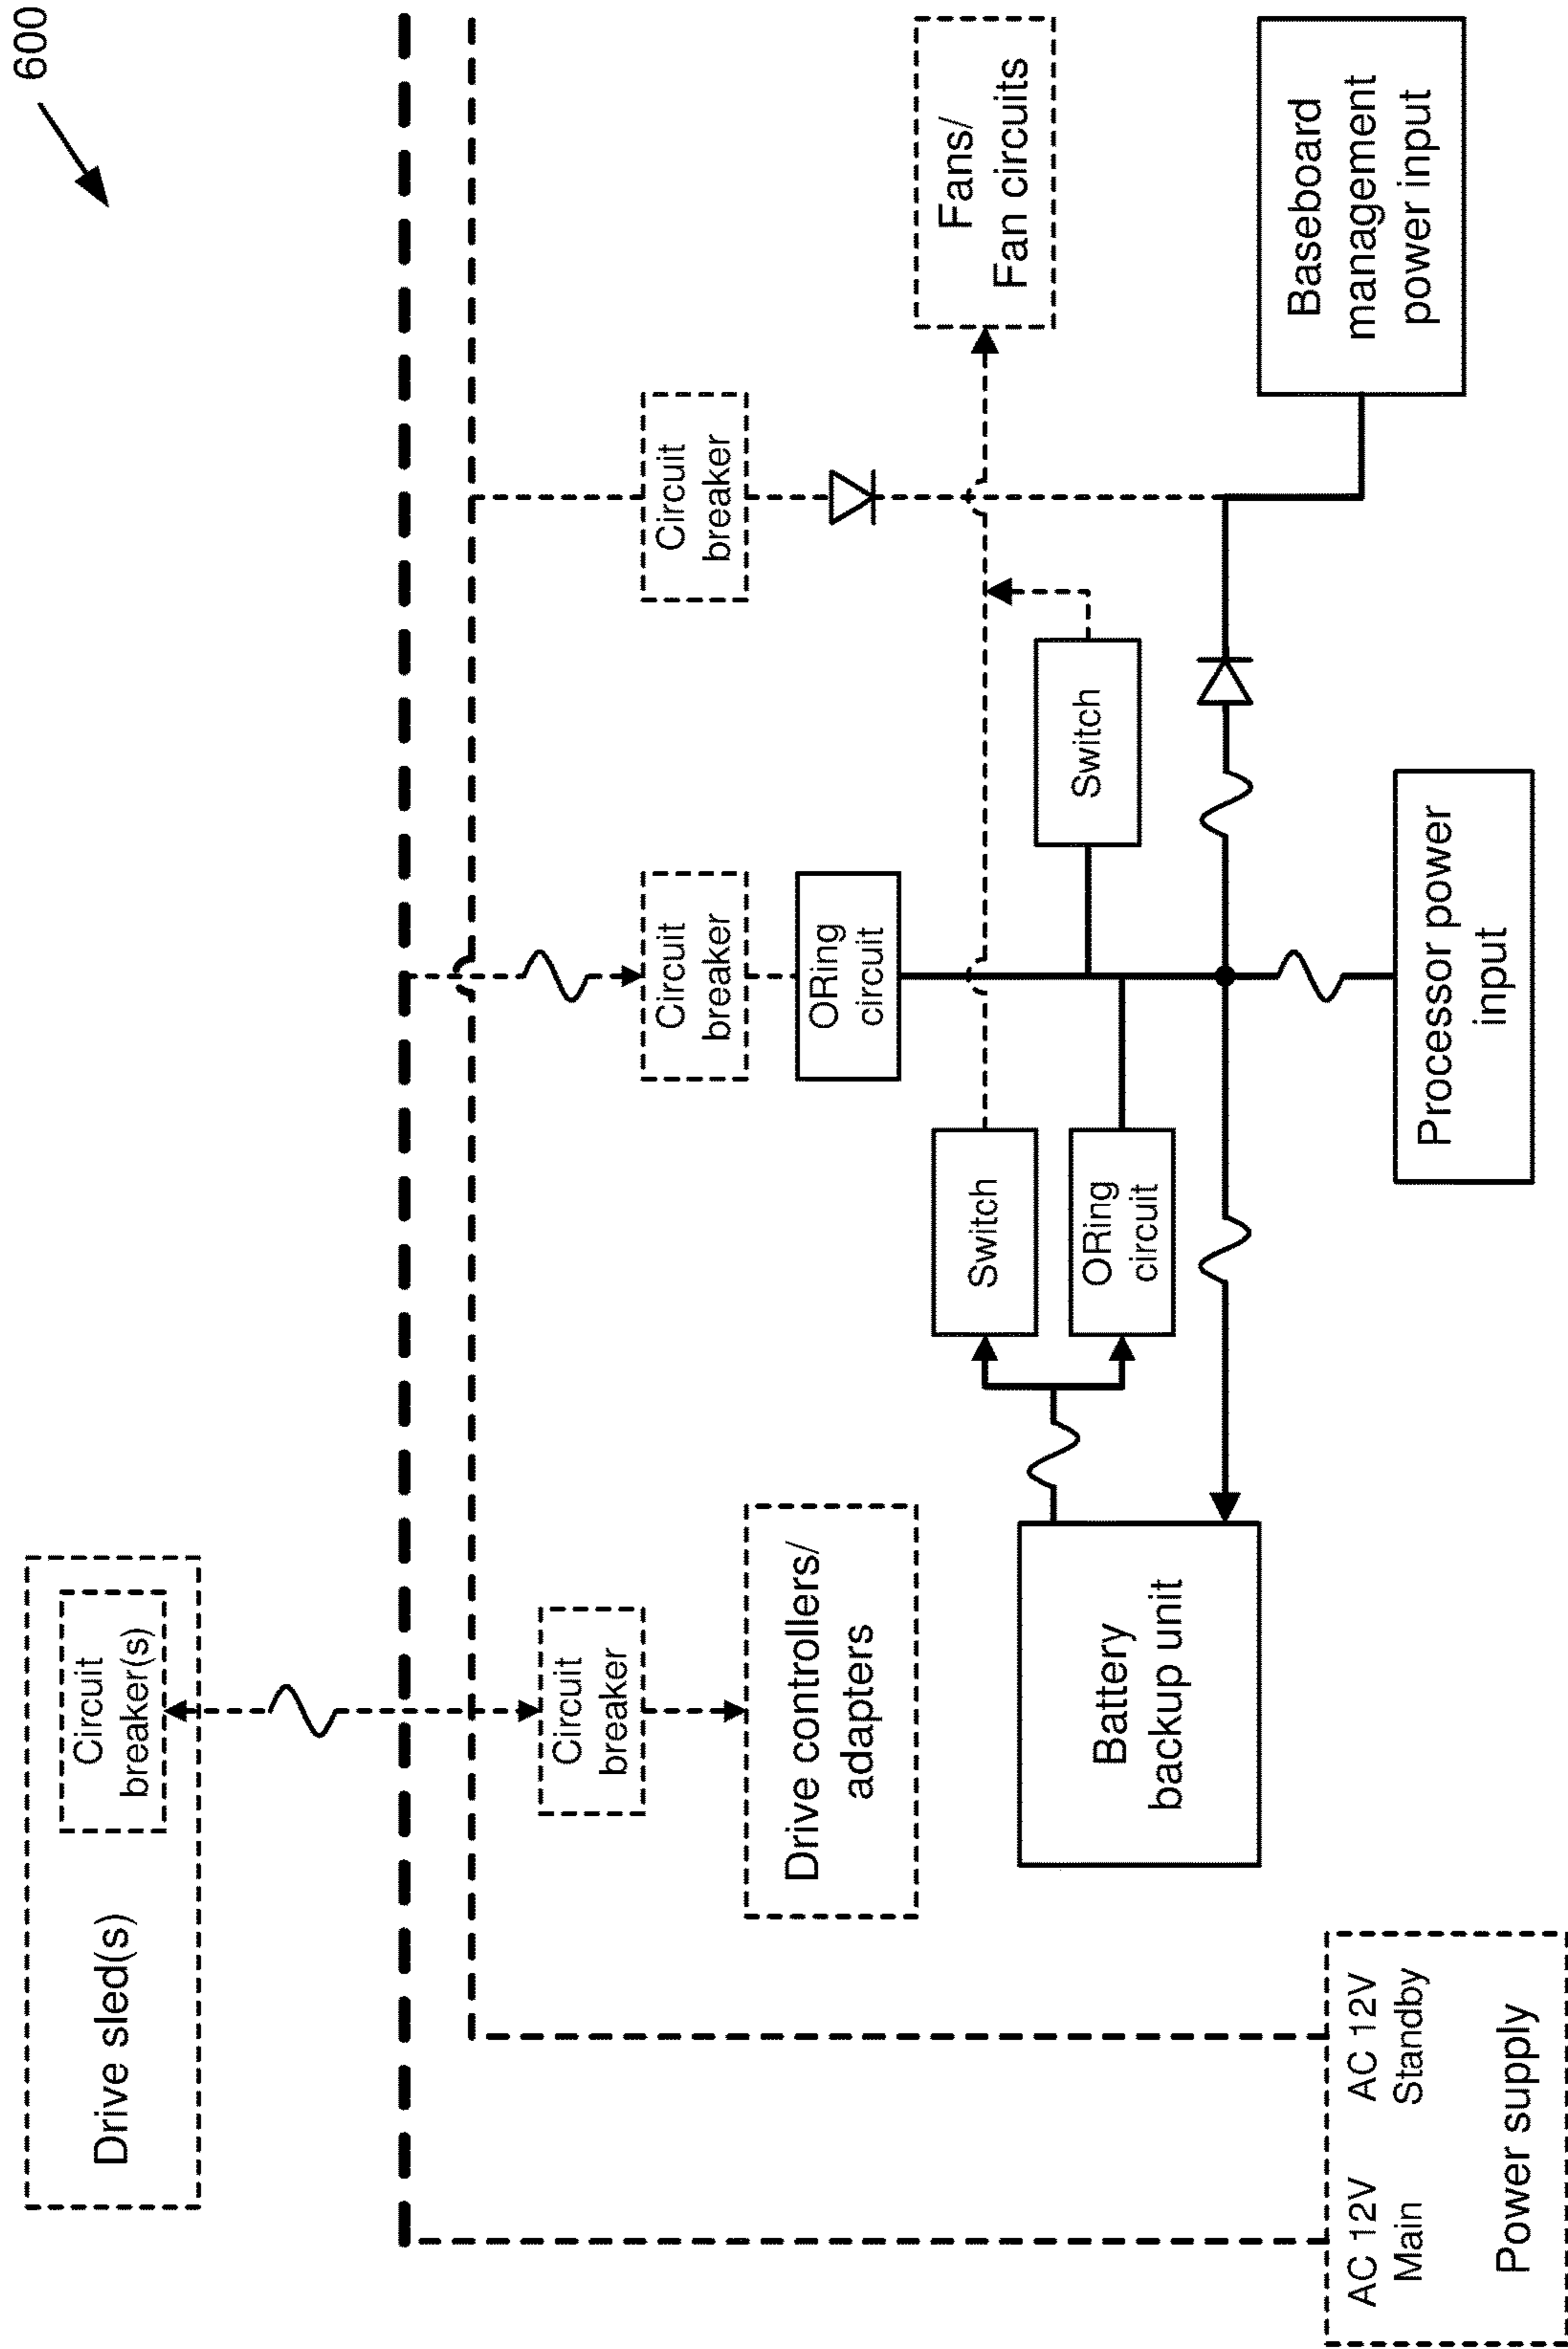 600
Drive sled(s)
Circuit
breaker(s)
Circuit
breaker
Drive controllers/
adapters
Circuit
breaker
Circuit
breaker
ORing
circuit
Fans/
Fan circuits
Switch
Switch
ORing
circuit
Battery
backup unit
Baseboard
management
power input
Processor power
input
AC 12V
Main
AC 12V
Standby
Power supply